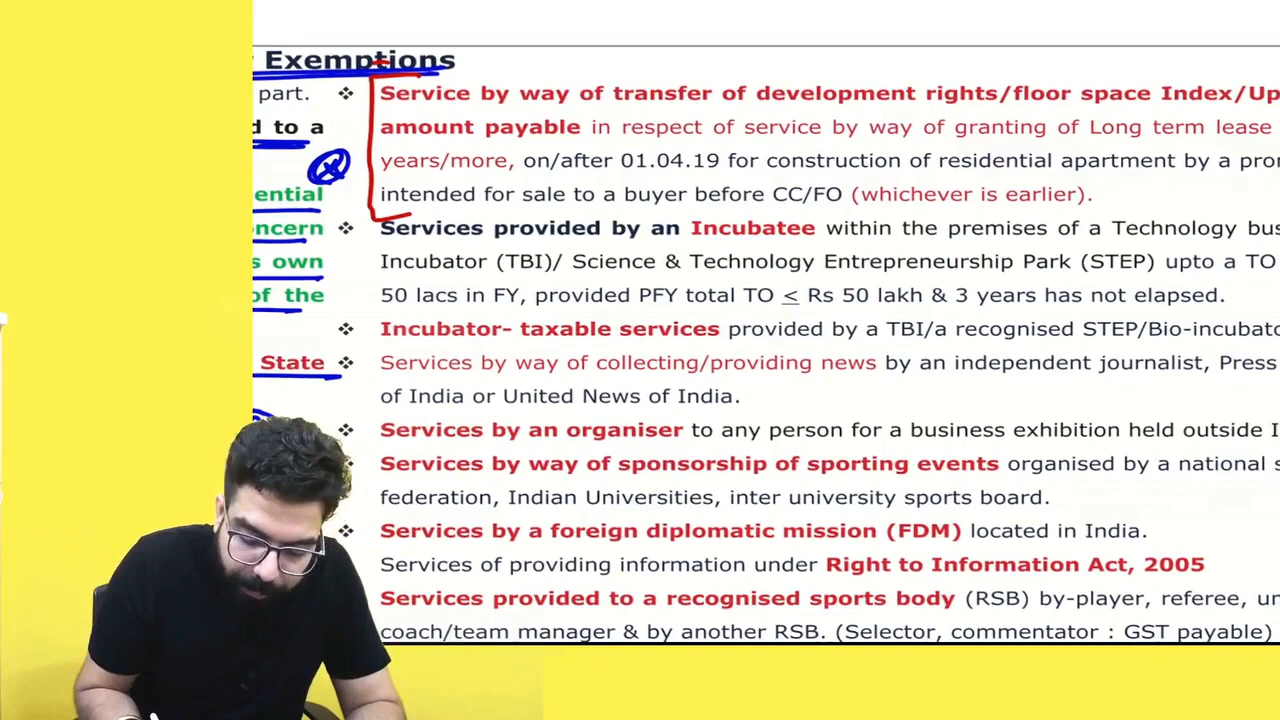 Exemptions
part.
d to a
ential
ncern
s own
of the
State
❖ Service by way of transfer of development rights/floor space Index/Up
amount payable in respect of service by way of granting of Long term lease
years/more, on/after 01.04.19 for construction of residential apartment by a pro
intended for sale to a buyer before CC/FO (whichever is earlier).
❖ Services provided by an Incubatee within the premises of a Technology bus
Incubator (TBI)/ Science & Technology Entrepreneurship Park (STEP) upto a TO
50 lacs in FY, provided PFY total TO < Rs 50 lakh & 3 years has not elapsed.
❖ Incubator- taxable services provided by a TBI/a recognised STEP/Bio-incubato
❖ Services by way of collecting/providing news by an independent journalist, Press
of India or United News of India.
❖ Services by an organiser to any person for a business exhibition held outside I
Services by way of sponsorship of sporting events organised by a national s
federation, Indian Universities, inter university sports board.
❖ Services by a foreign diplomatic mission (FDM) located in India.
Services of providing information under Right to Information Act, 2005
Services provided to a recognised sports body (RSB) by-player, referee, um
coach/team manager & by another RSB. (Selector, commentator : GST payable)